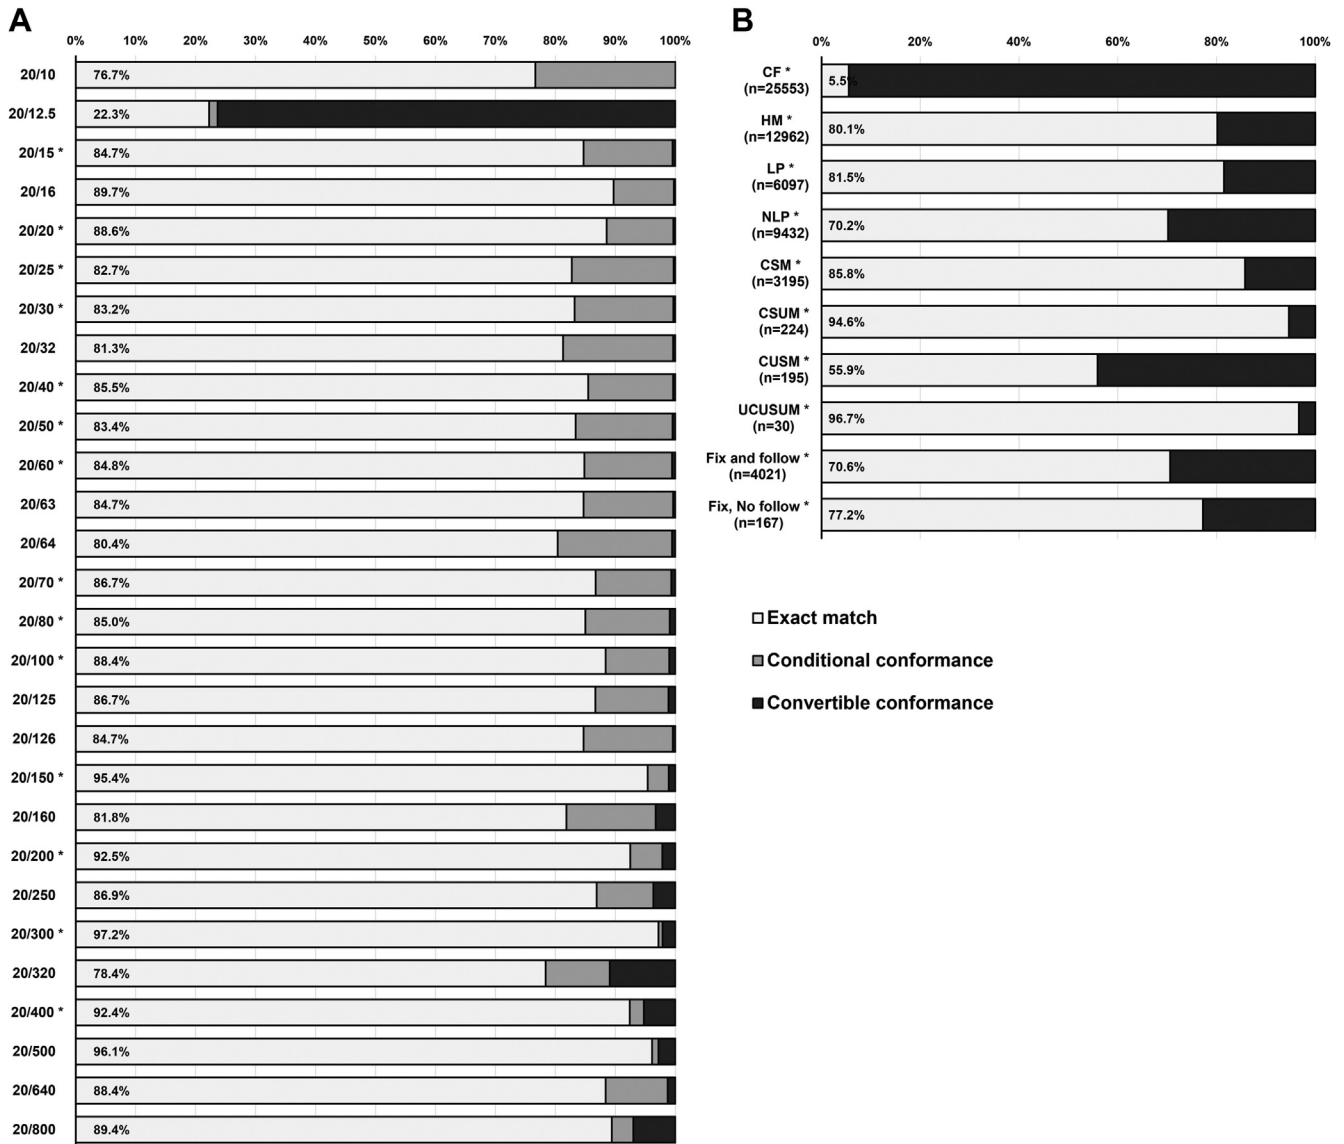 A
0% 10% 20% 30% 40% 50% 60% 70% 80% 90% 100%
20/10 76.7%
20/12.5 22.3%
20/15 * 84.7%
20/16 89.7%
20/20 * 88.6%
20/25 * 82.7%
20/30 * 83.2%
20/32 81.3%
20/40 * 85.5%
20/50 * 83.4%
20/60 * 84.8%
20/63 84.7%
20/64 80.4%
20/70 * 86.7%
20/80 * 85.0%
20/100 * 88.4%
20/125 86.7%
20/126 84.7%
20/150 * 95.4%
20/160 81.8%
20/200 * 92.5%
20/250 86.9%
20/300 * 97.2%
20/320 78.4%
20/400 * 92.4%
20/500 96.1%
20/640 88.4%
20/800 89.4%
B
0% 20% 40% 60% 80% 100%
CF *
(n=25553)
5.5%
HM *
(n=12962)
80.1%
LP *
(n=6097)
81.5%
NLP *
(n=9432)
70.2%
CSM *
(n=3195)
85.8%
CSUM *
(n=224)
94.6%
CUSM *
(n=195)
55.9%
UCUSUM *
(n=30)
96.7%
Fix and follow *
(n=4021)
70.6%
Fix, No follow *
(n=167)
77.2%
Exact match
Conditional conformance
Convertible conformance